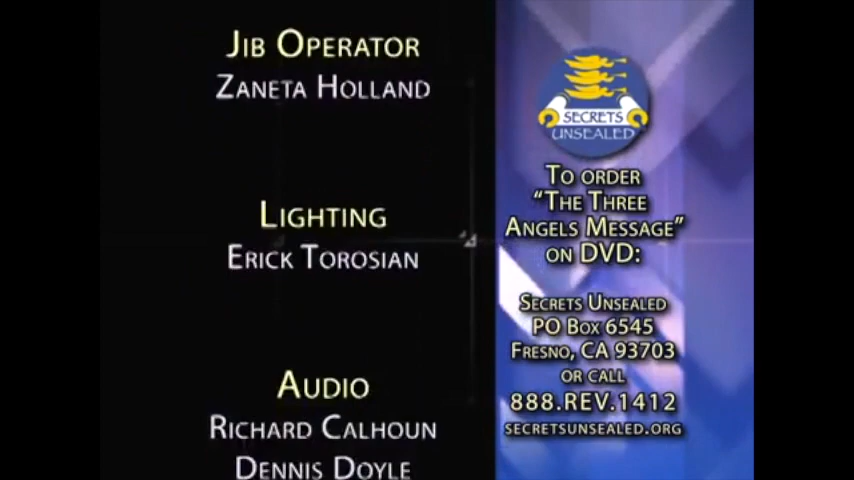 JIB OPERATOR
ZANETA HOLLAND
LIGHTING
ERICK TOROSIAN
AUDIO
RICHARD CALHOUN
DENNIS DOYLE
SECRETS
UNSEALED
TO ORDER
“THE THREE
ANGELS MESSAGE”
ON DVD:
SECRETS UNSEALED
PO BOX 6545
FRESNO, CA 93703
OR CALL
888.REV.1412
SECRETSUNSEALED.ORG